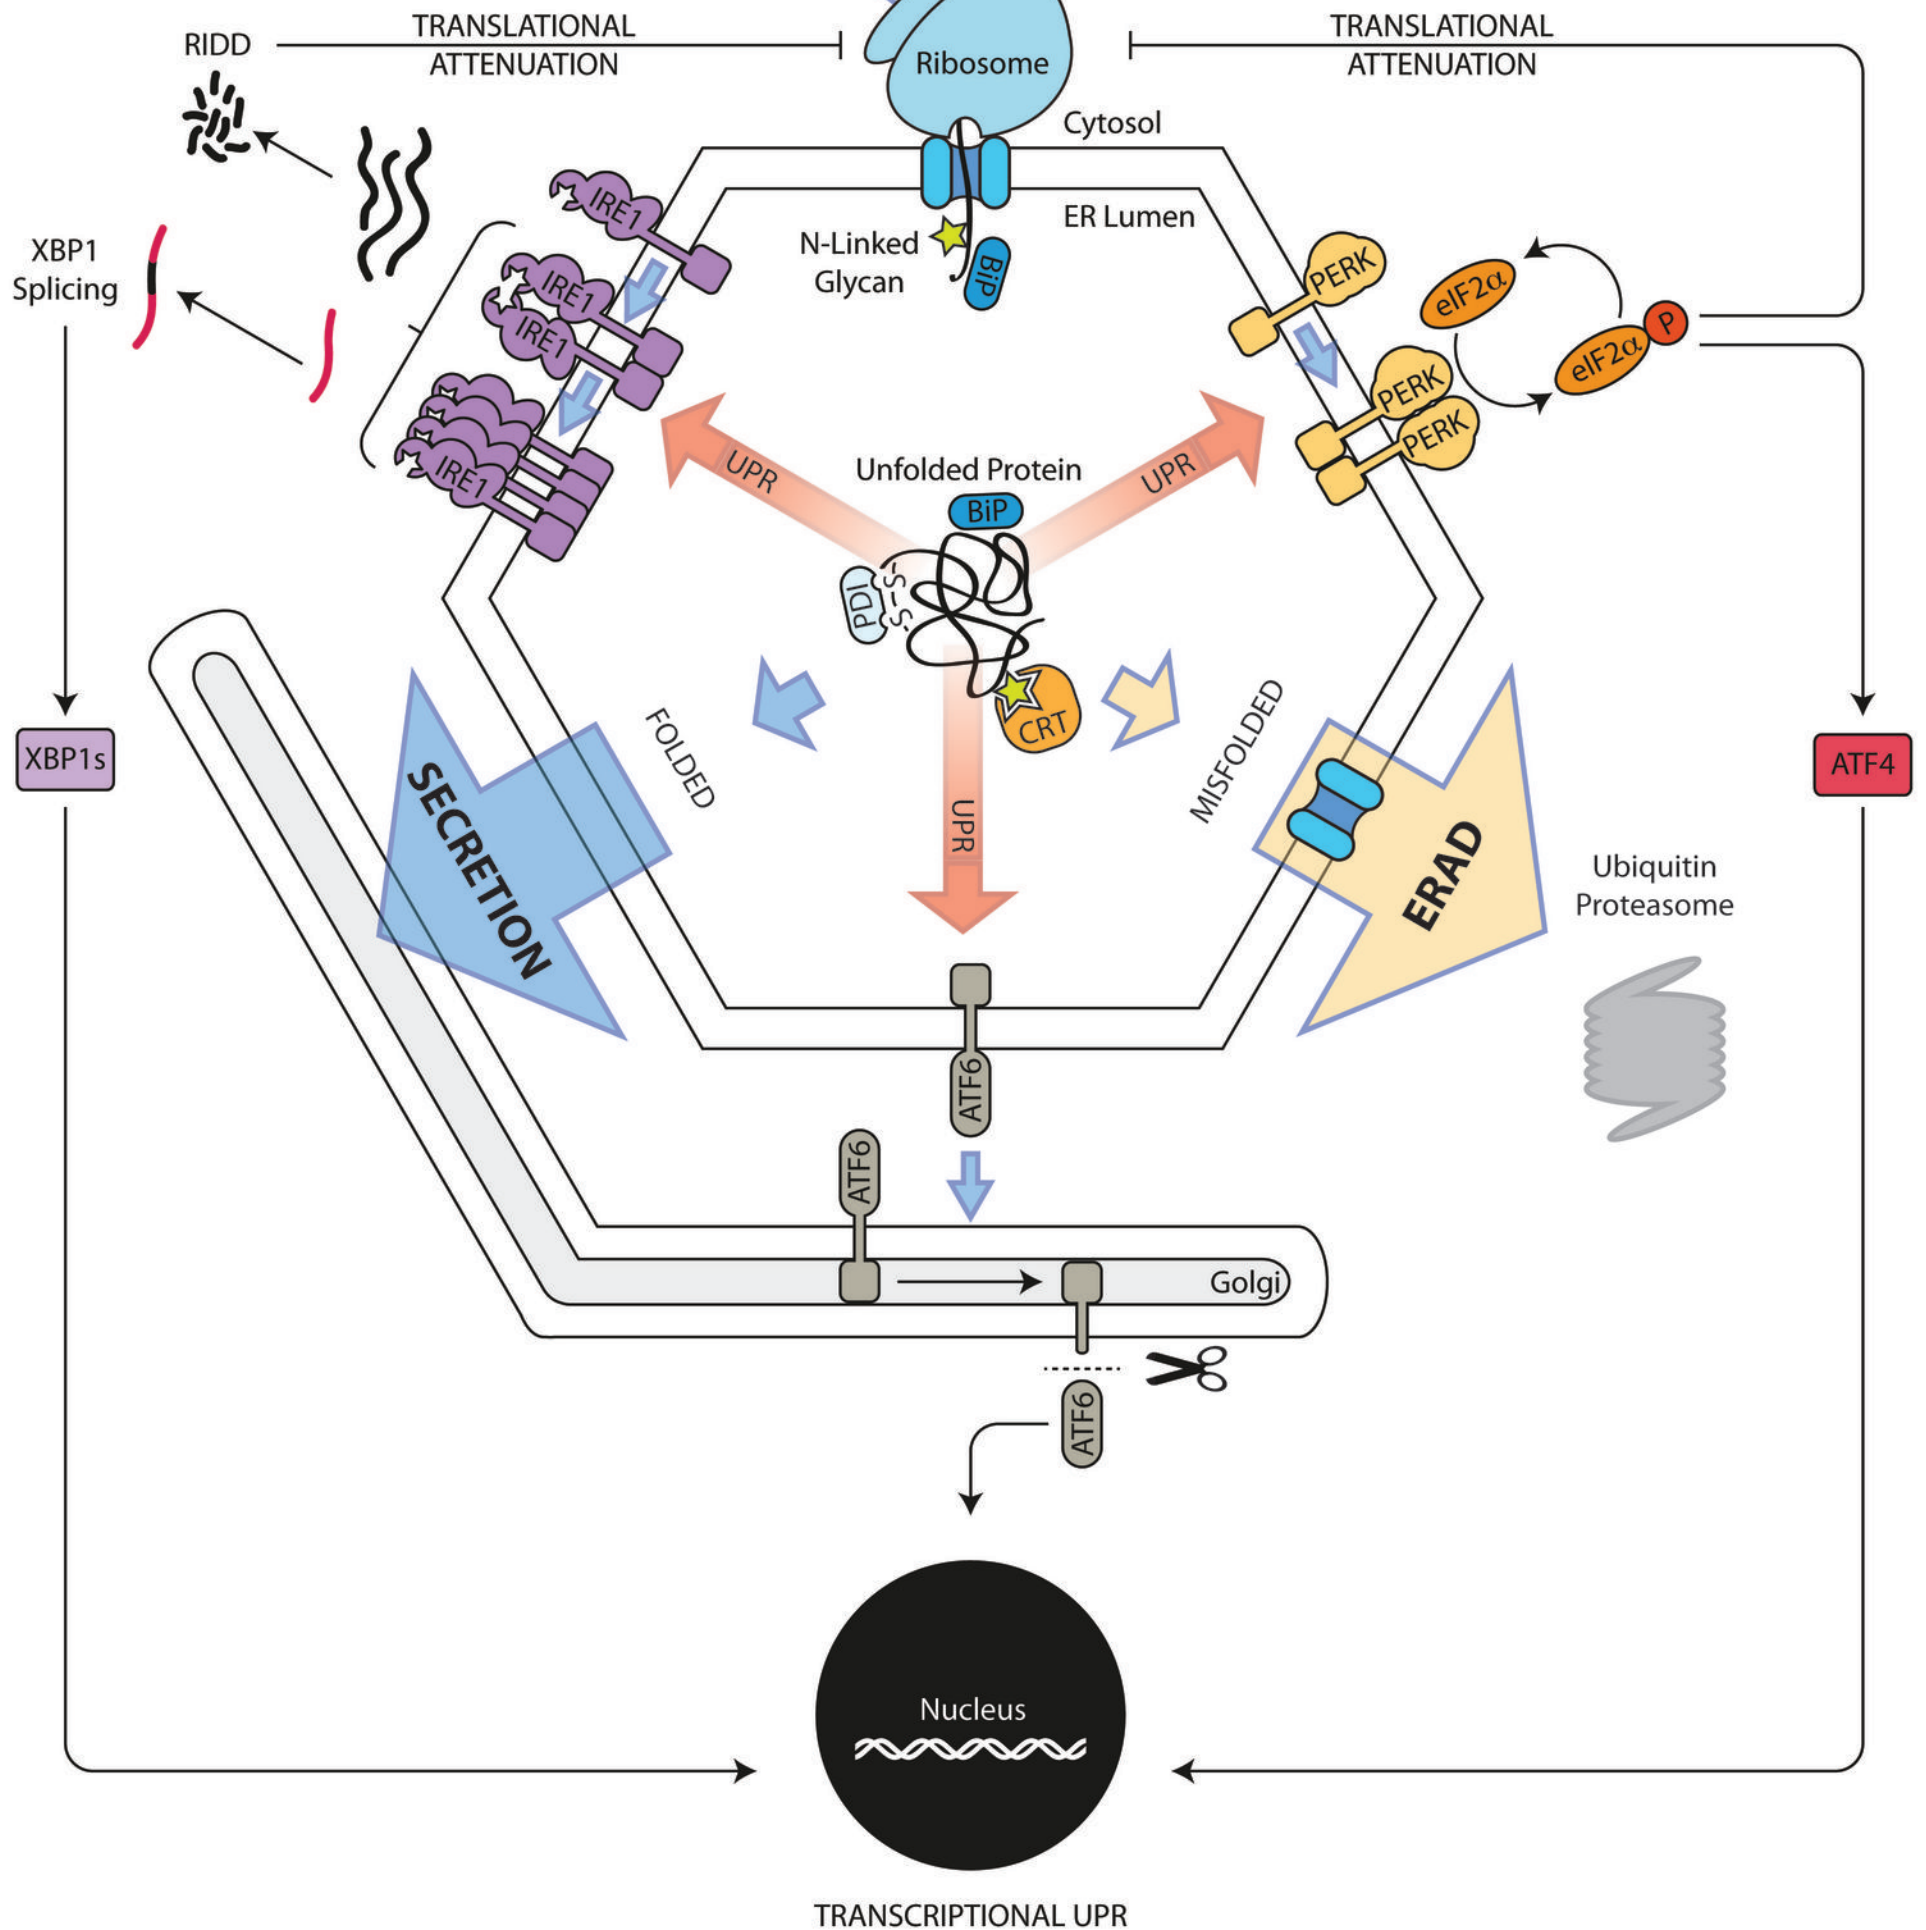 TRANSLATIONAL
ATTENUATION
RIDD
Ribosome
TRANSLATIONAL
ATTENUATION
Cytosol
ER Lumen
N-Linked
Glycan
BiP
XBP1
Splicing
IRE1
IRE1
IRE1
IRE1
PERK
PERK
PERK
eIF2α
eIF2α
P
UPR
UPR
Unfolded Protein
BiP
PDI
-S-S-
CRT
UPR
FOLDED
MISFOLDED
SECRETION
ERAD
XBP1s
ATF4
Ubiquitin
Proteasome
ATF6
ATF6
Golgi
ATF6
Nucleus
TRANSCRIPTIONAL UPR